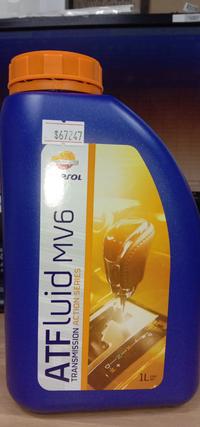 $67247
REPSOL
ATFluid MV6
TRANSMISSION ACTION SERIES
1L